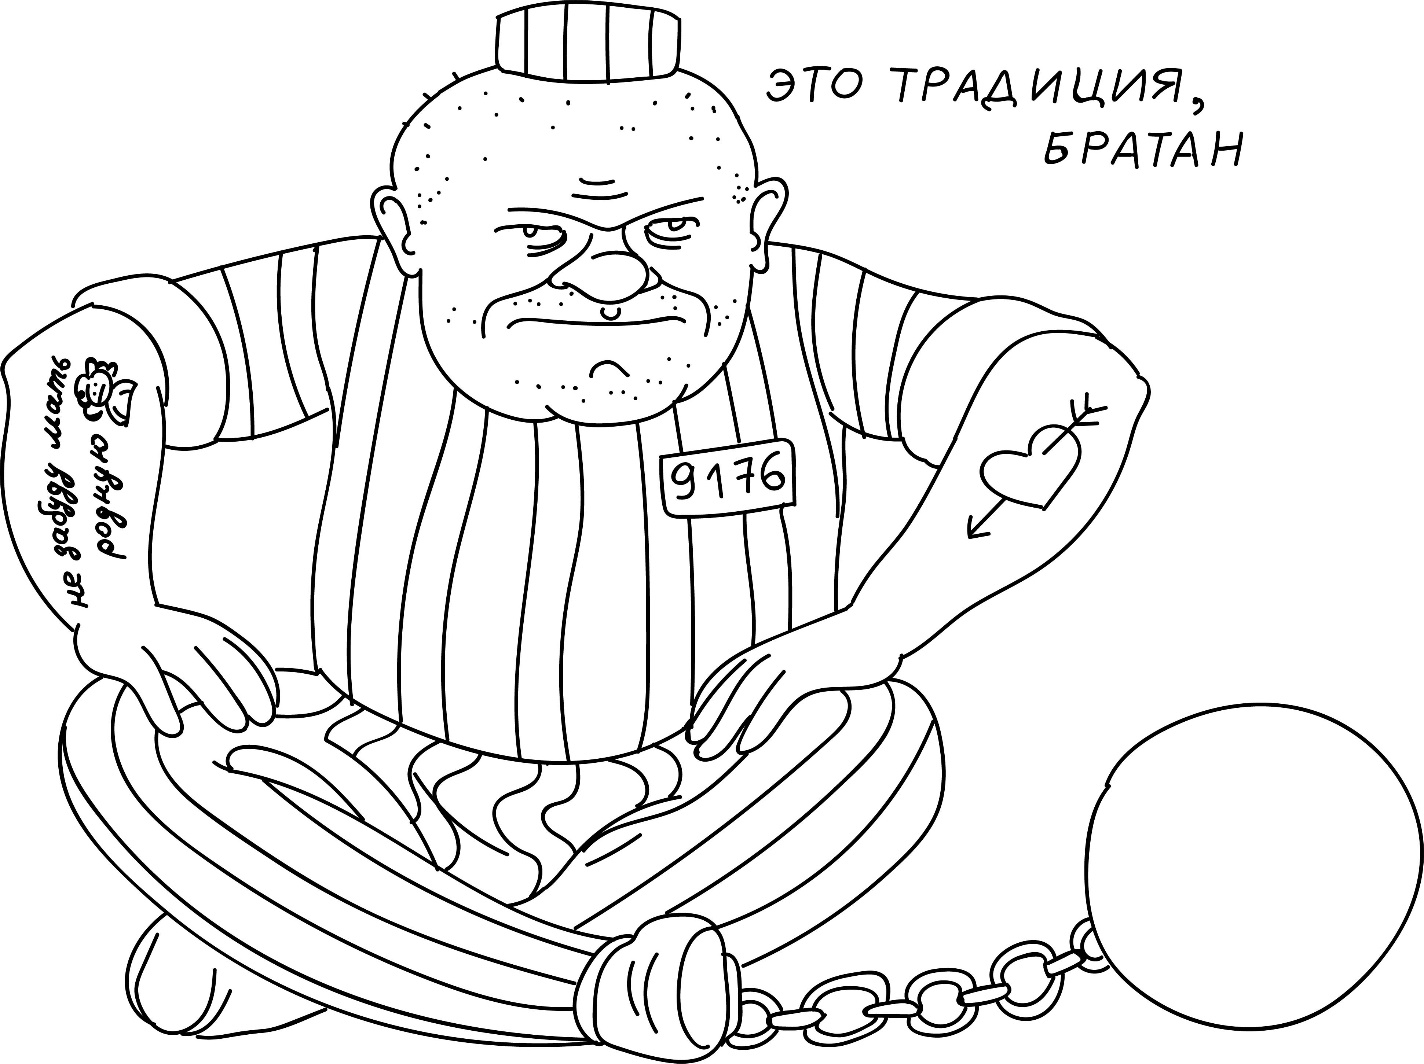 ЭТО ТРАДИЦИЯ,
БРАТАН
не забуду мать
родную
9176